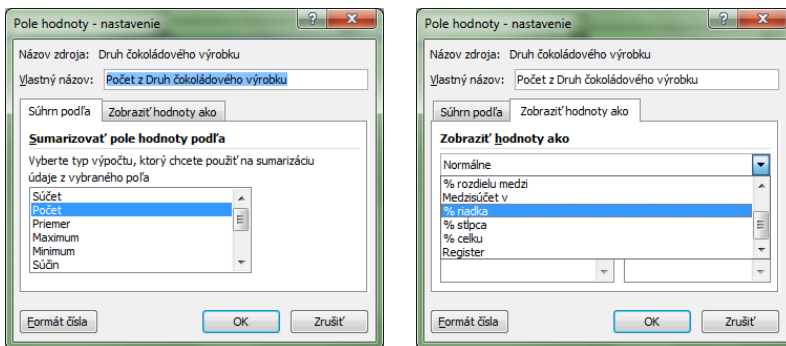 Pole hodnoty - nastavenie
Názov zdroja: Druh čokoládového výrobku
Vlastný názov: Počet z Druh čokoládového výrobku
Súhrn podľa Zobraziť hodnoty ako
Sumarizovať pole hodnoty podľa
Vyberte typ výpočtu, ktorý chcete použiť na sumarizáciu
údaje z vybraného poľa
Súčet
Počet
Priemer
Maximum
Minimum
Súčin
Formát čísla OK Zrušiť
Pole hodnoty - nastavenie
Názov zdroja: Druh čokoládového výrobku
Vlastný názov: Počet z Druh čokoládového výrobku
Súhrn podľa Zobraziť hodnoty ako
Zobraziť hodnoty ako
Normálne
% rozdielu medzi
Medzisúčet v
% riadka
% stĺpca
% celku
Register
Formát čísla OK Zrušiť